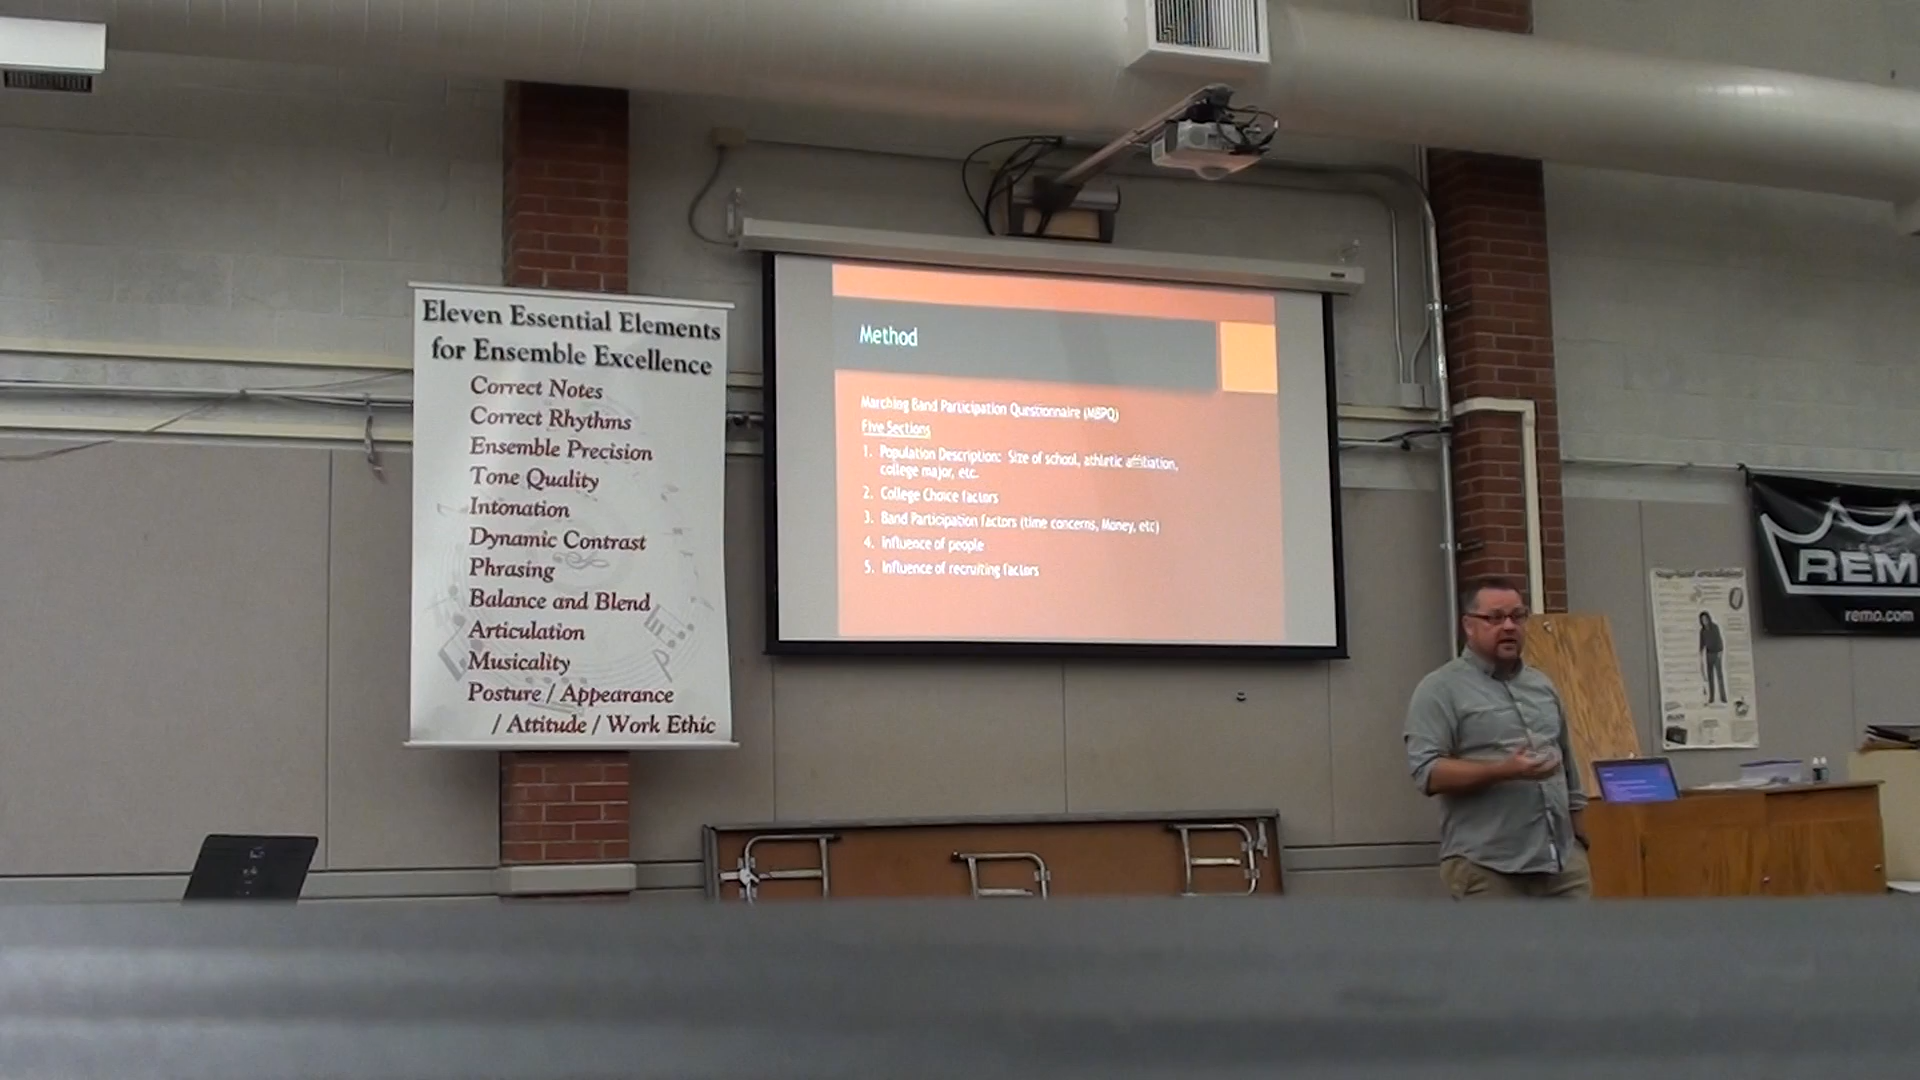 Eleven Essential Elements
for Ensemble Excellence
Correct Notes
Correct Rhythms
Ensemble Precision
Tone Quality
Intonation
Dynamic Contrast
Phrasing
Balance and Blend
Articulation
Musicality
Posture / Appearance
/ Attitude / Work Ethic
Method
Marching Band Participation Questionnaire (MBPQ)
Five Sections
1. Population Description: Size of school, athletic affiliation,
college major, etc.
2. College Choice factors
3. Band Participation factors (time concerns, Money, etc)
4. Influence of people
5. Influence of recruiting factors
REM
remo.com